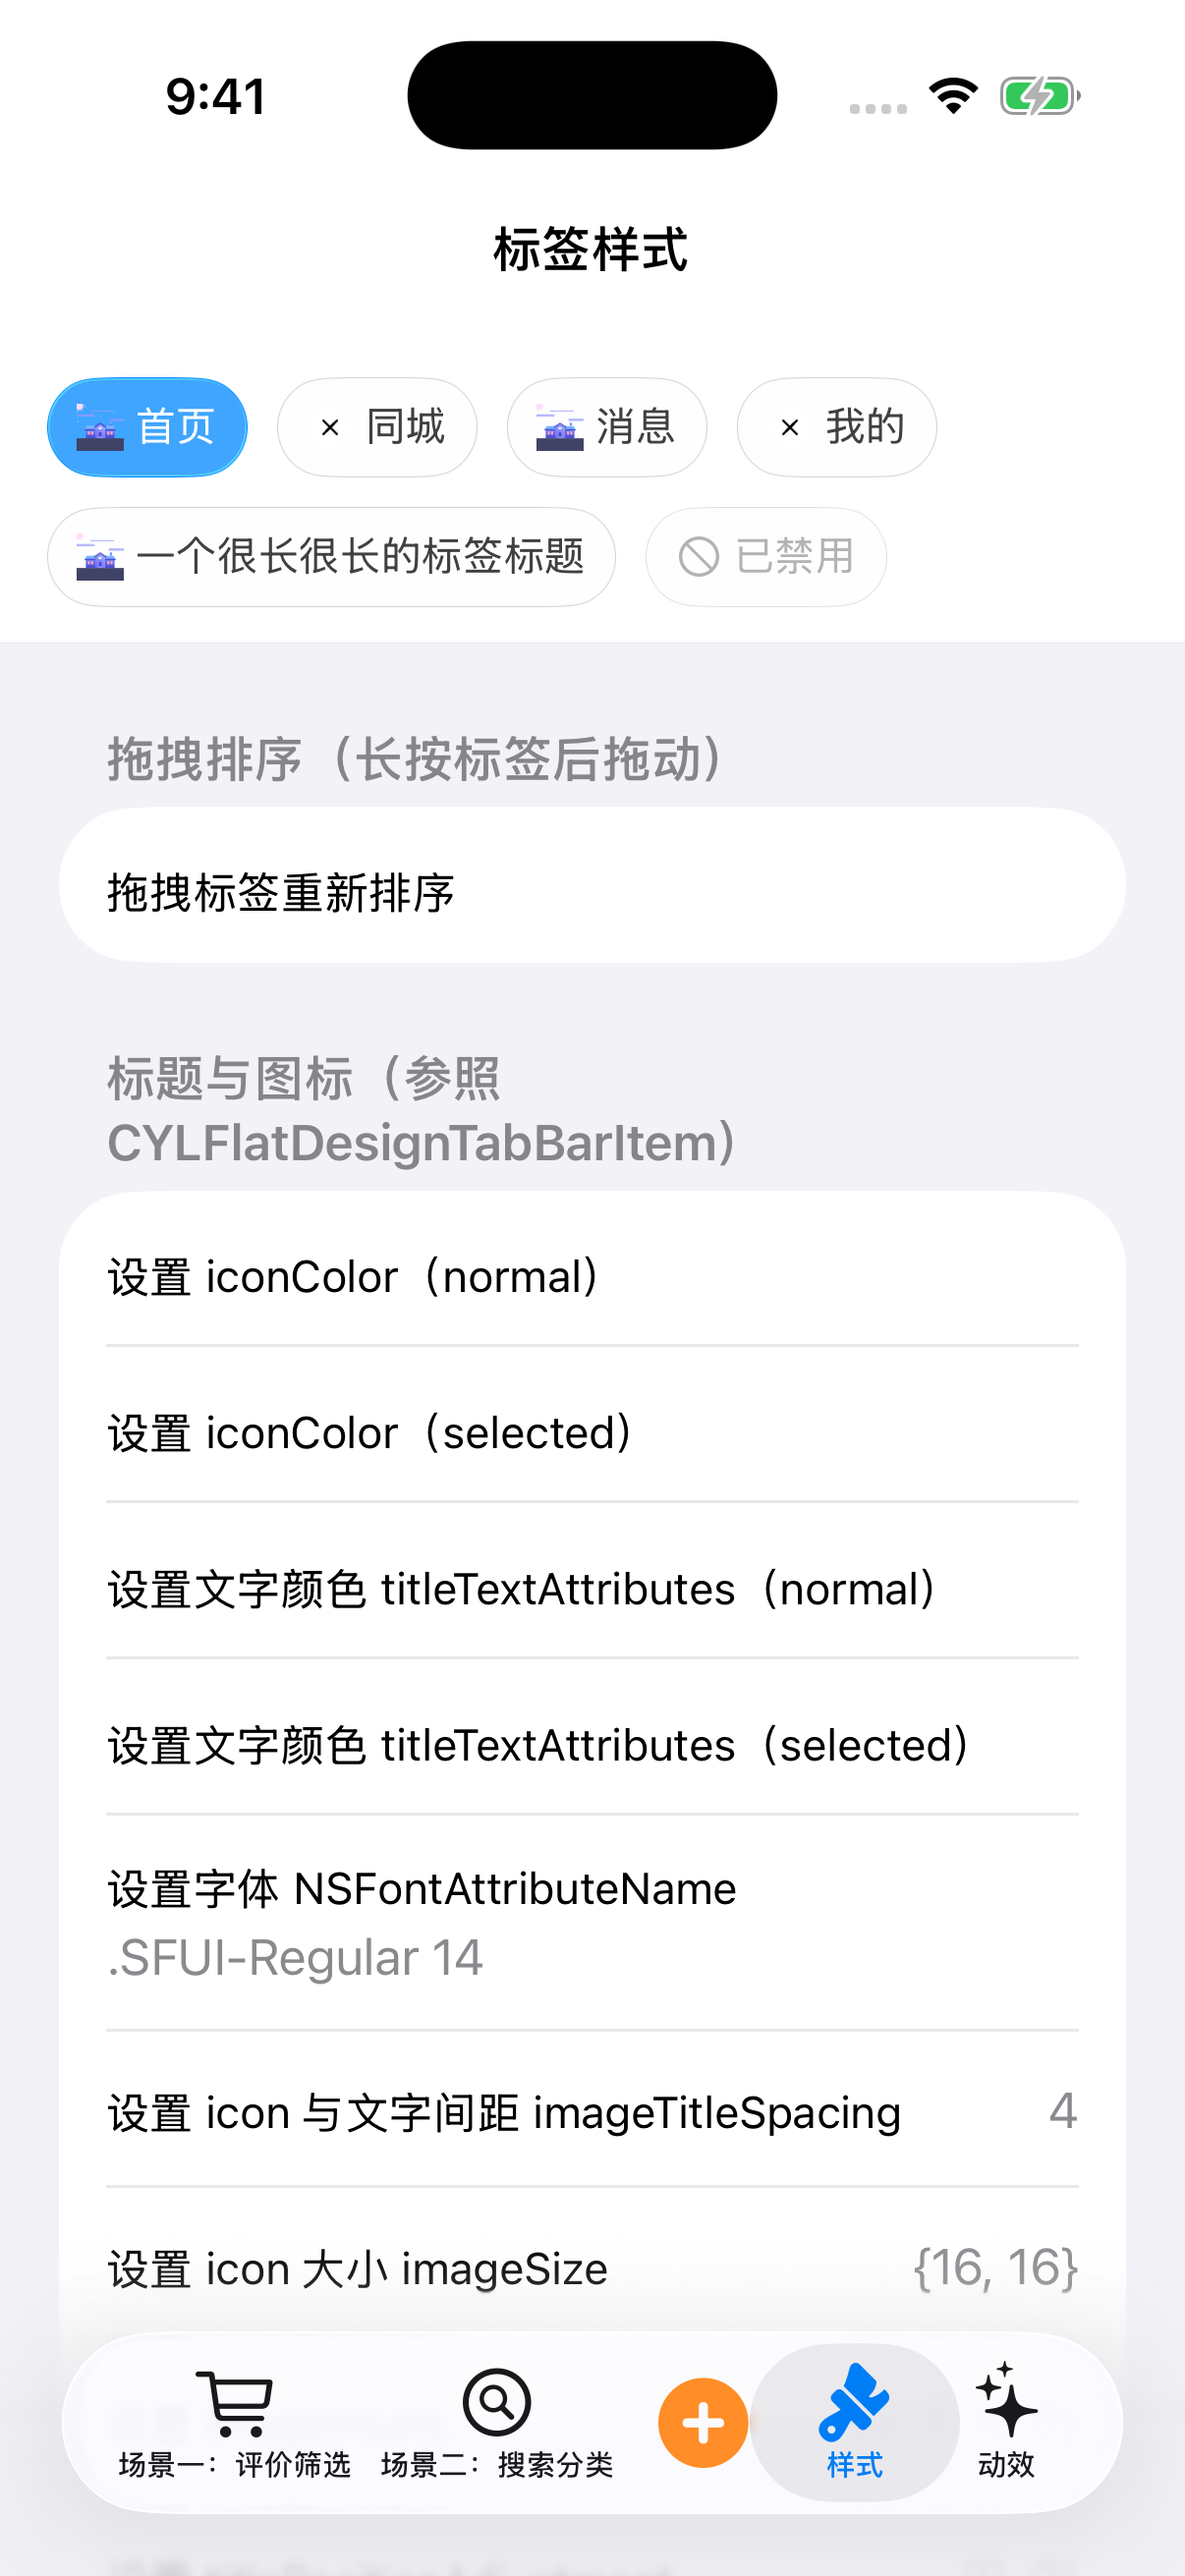 9:41
标签样式
首页
同城
消息
我的
一个很长很长的标签标题
已禁用
拖拽排序（长按标签后拖动）
拖拽标签重新排序
标题与图标（参照
CYLFlatDesignTabBarItem）
设置 iconColor（normal）
设置 iconColor（selected）
设置文字颜色 titleTextAttributes（normal）
设置文字颜色 titleTextAttributes（selected）
设置字体 NSFontAttributeName
.SFUI-Regular 14
设置 icon 与文字间距 imageTitleSpacing 4
设置 icon 大小 imageSize {16, 16}
场景一：评价筛选
场景二：搜索分类
样式
动效